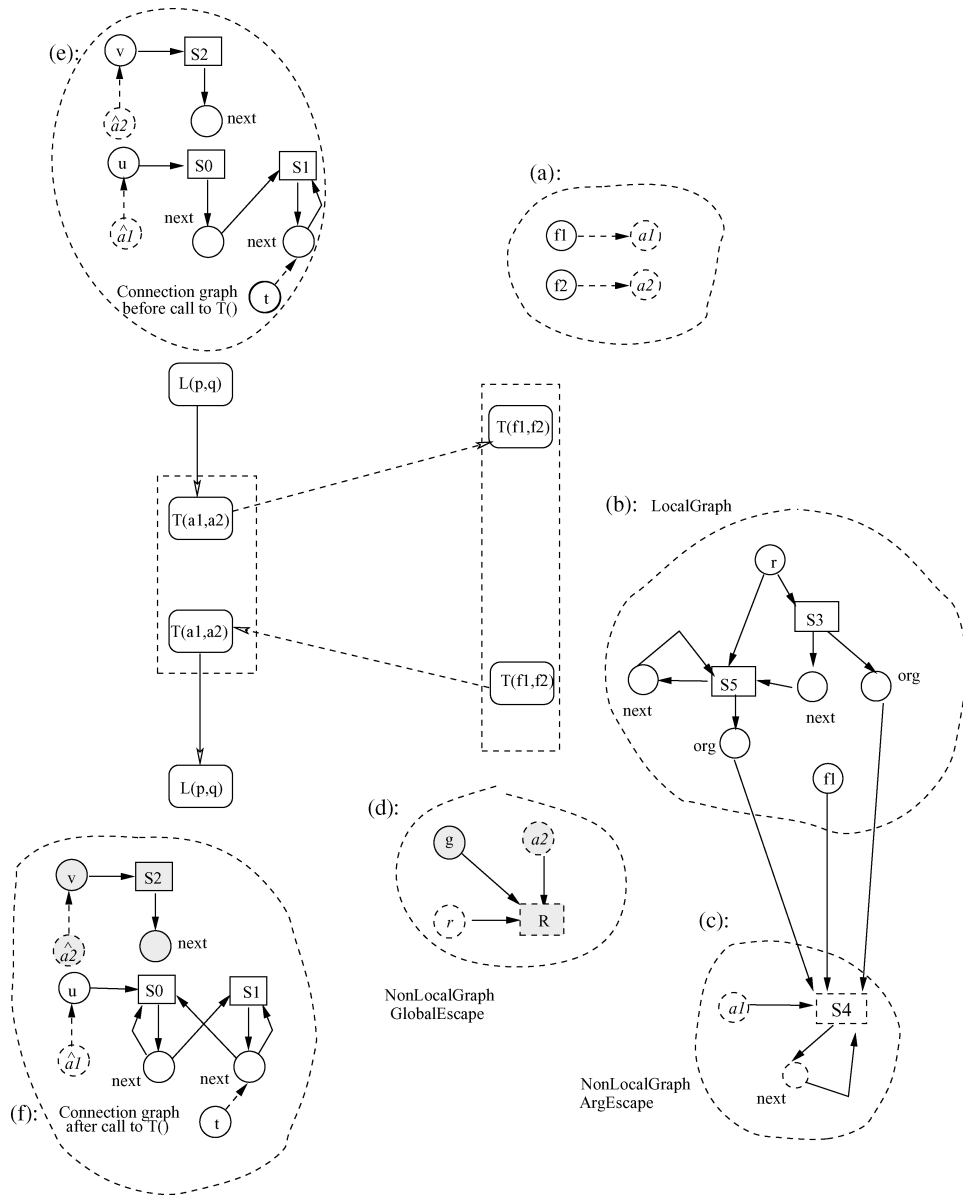 (e):
v
S2
â2
next
u
S0
S1
next
â1
next
Connection graph
before call to T()
t
(a):
f1
a1
f2
a2
L(p,q)
T(f1,f2)
T(a1,a2)
T(a1,a2)
T(f1,f2)
L(p,q)
(b): LocalGraph
r
S3
S5
org
next
next
org
f1
(d):
g
a2
r
R
NonLocalGraph
GlobalEscape
(c):
a1
S4
next
NonLocalGraph
ArgEscape
v
S2
â2
next
u
S0
S1
â1
next
next
(f):
Connection graph
after call to T()
t